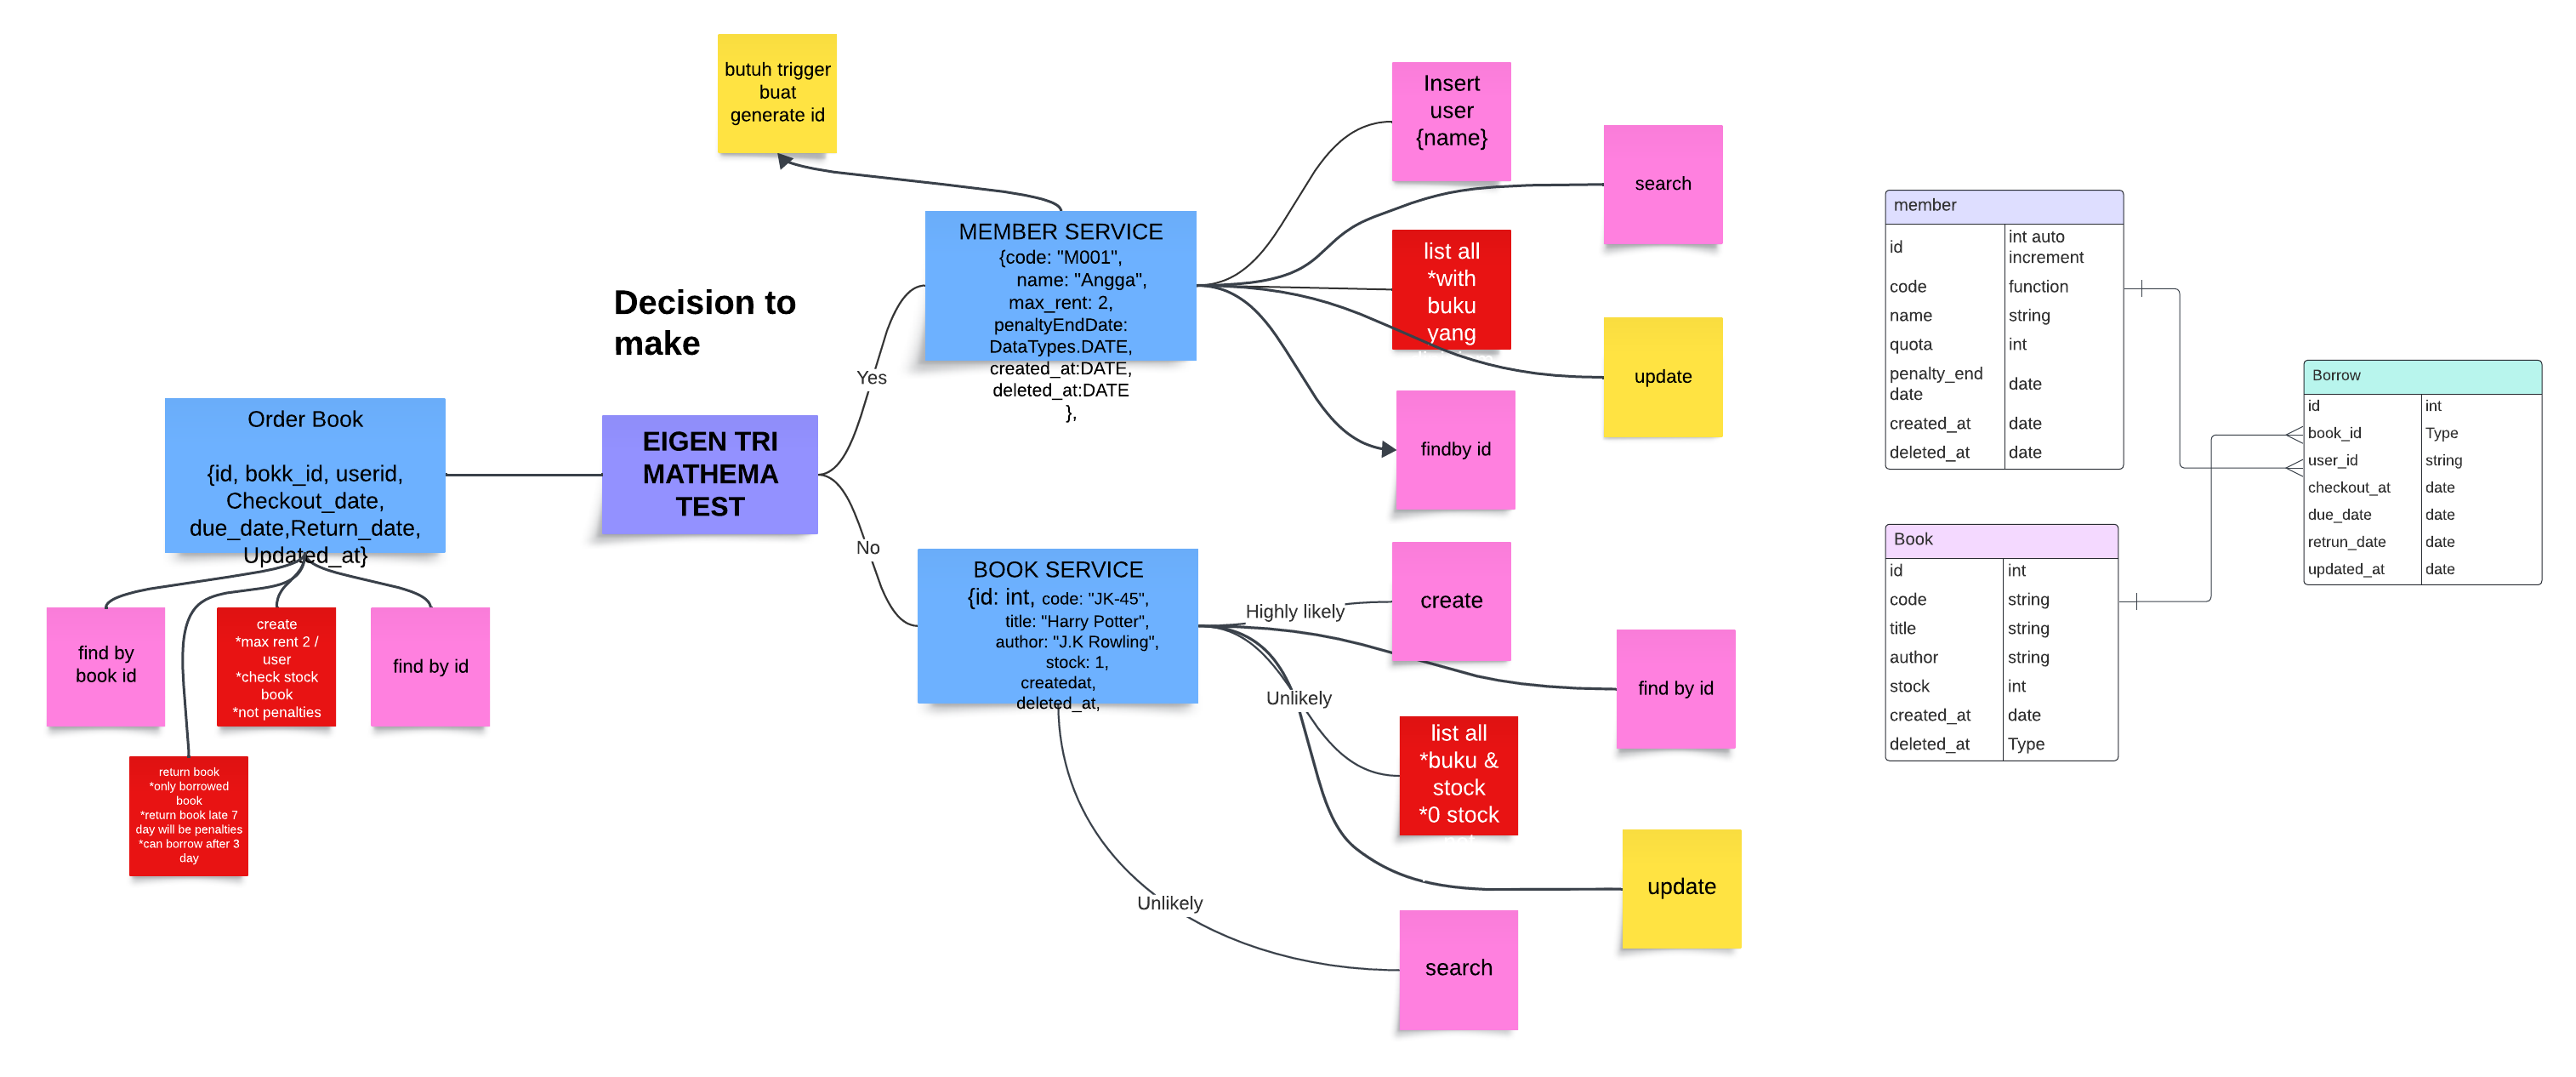 butuh trigger
buat
generate id
Decision to
make
Order Book
{id, bokk_id, userid,
Checkout_date,
due_date,Return_date,
Updated_at}
find by
book id
create
*max rent 2 /
user
*check stock
book
*not penalties
find by id
return book
*only borrowed
book
*return book late 7
day will be penalties
*can borrow after 3
day
EIGEN TRI
MATHEMA
TEST
Yes
No
MEMBER SERVICE
{code: "M001",
name: "Angga",
max_rent: 2,
penaltyEndDate:
DataTypes.DATE,
created_at:DATE,
deleted_at:DATE
},
Insert
user
{name}
search
list all
*with
buku
yang
update
findby id
BOOK SERVICE
{id: int, code: "JK-45",
title: "Harry Potter",
author: "J.K Rowling",
stock: 1,
createdat,
deleted_at,
Highly likely
create
find by id
Unlikely
list all
*buku &
stock
*0 stock
update
Unlikely
search
member
id int auto
increment
code function
name string
quota int
penalty_end
date date
created_at date
deleted_at date
Book
id int
code string
title string
author string
stock int
created_at date
deleted_at Type
Borrow
id int
book_id Type
user_id string
checkout_at date
due_date date
retrun_date date
updated_at date